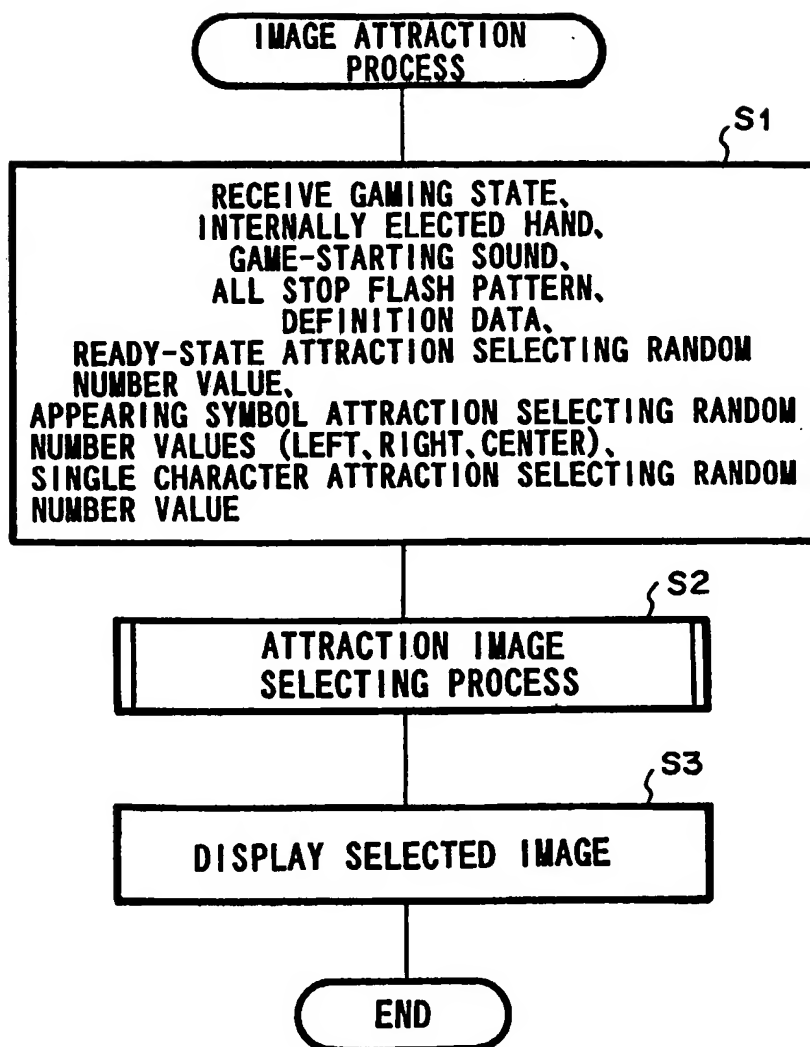 IMAGE ATTRACTION
PROCESS
S1
RECEIVE GAMING STATE、
INTERNALLY ELECTED HAND、
GAME-STARTING SOUND、
ALL STOP FLASH PATTERN、
DEFINITION DATA、
READY-STATE ATTRACTION SELECTING RANDOM
NUMBER VALUE、
APPEARING SYMBOL ATTRACTION SELECTING RANDOM
NUMBER VALUES (LEFT、RIGHT、CENTER)、
SINGLE CHARACTER ATTRACTION SELECTING RANDOM
NUMBER VALUE
S2
ATTRACTION IMAGE
SELECTING PROCESS
S3
DISPLAY SELECTED IMAGE
END